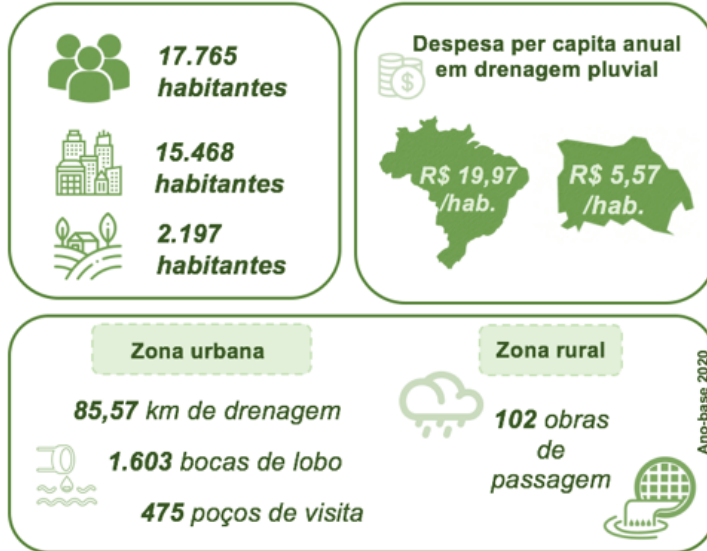 17.765
habitantes
15.468
habitantes
2.197
habitantes
Despesa per capita anual
em drenagem pluvial
R$ 19,97
/hab.
R$ 5,57
/hab.
Zona urbana
85,57 km de drenagem
1.603 bocas de lobo
475 poços de visita
Zona rural
102 obras
de
passagem
Ano-base 2020